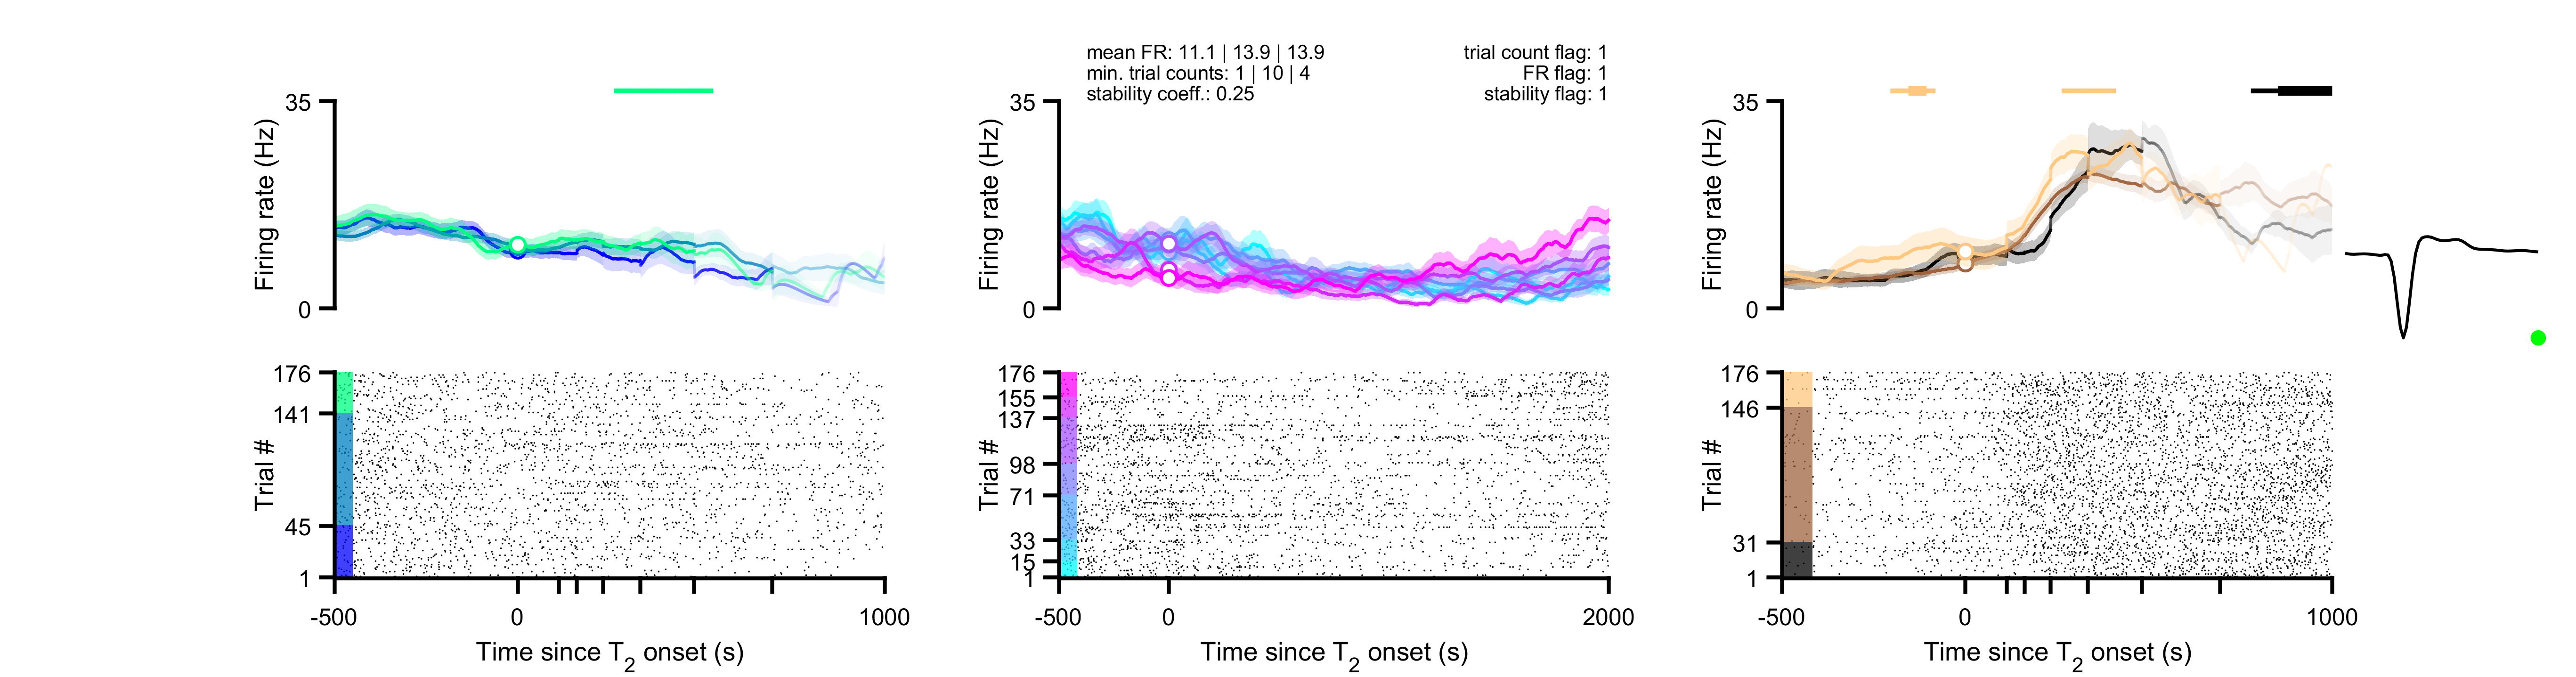 mean FR: 11.1 | 13.9 | 13.9
min. trial counts: 1 | 10 | 4
stability coeff.: 0.25
trial count flag: 1
FR flag: 1
stability flag: 1
35
0
Firing rate (Hz)
35
0
Firing rate (Hz)
35
0
Firing rate (Hz)
176
141
45
1
Trial #
-500
0
1000
Time since T2 onset (s)
176
155
137
98
71
33
15
1
Trial #
-500
0
2000
Time since T2 onset (s)
176
146
31
1
Trial #
-500
0
1000
Time since T2 onset (s)